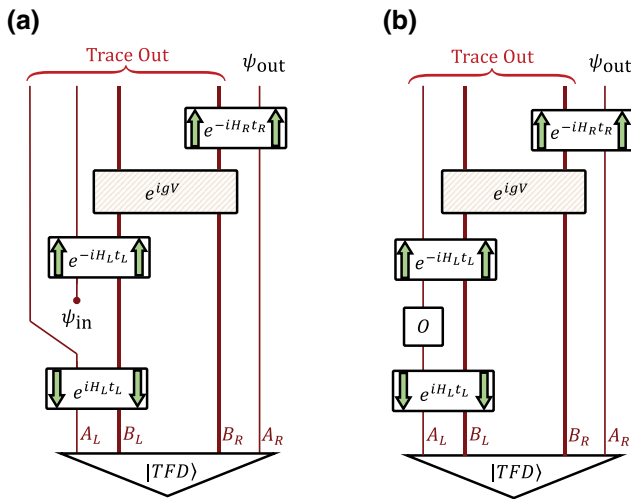 (a)
Trace Out
ψout
e^{-iH_R t_R}
e^{igV}
e^{-iH_L t_L}
ψin
e^{iH_L t_L}
A_L B_L B_R A_R
|TFD⟩
(b)
Trace Out
ψout
e^{-iH_R t_R}
e^{igV}
e^{-iH_L t_L}
O
e^{iH_L t_L}
A_L B_L B_R A_R
|TFD⟩